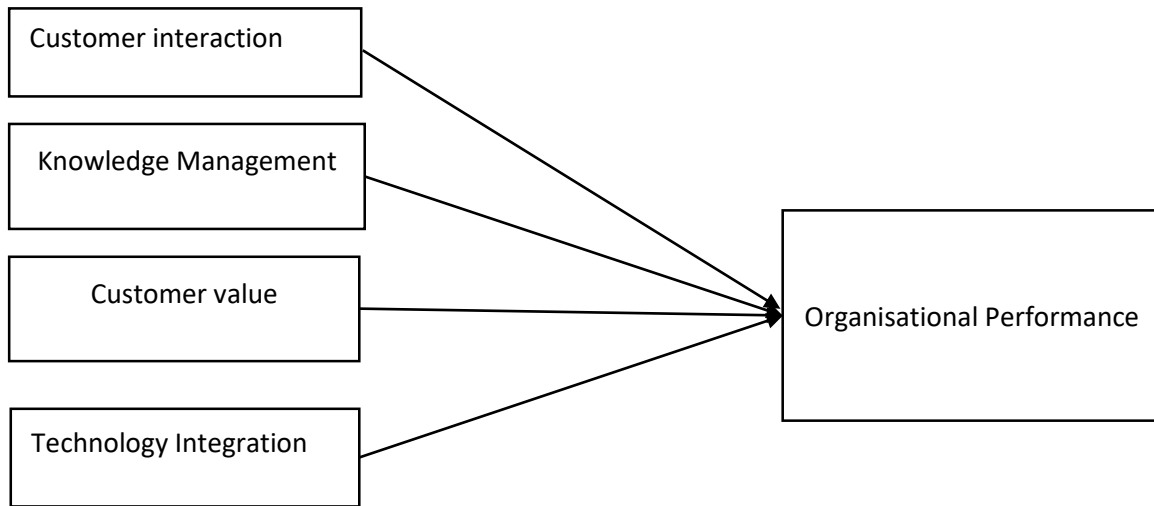 Customer interaction
Knowledge Management
Customer value
Technology Integration
Organisational Performance